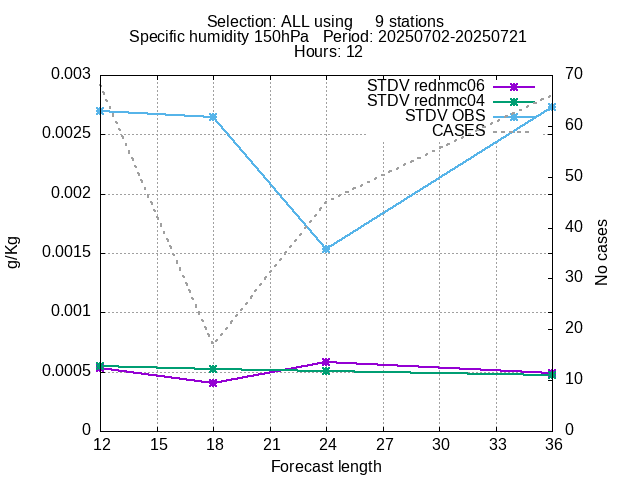 Selection: ALL using     9 stations
Specific humidity 150hPa   Period: 20250702-20250721
Hours: 12
STDV rednmc06
STDV rednmc04
STDV OBS
CASES
g/Kg
0.003
0.0025
0.002
0.0015
0.001
0.0005
0
No cases
70
60
50
40
30
20
10
0
12 15 18 21 24 27 30 33 36
Forecast length